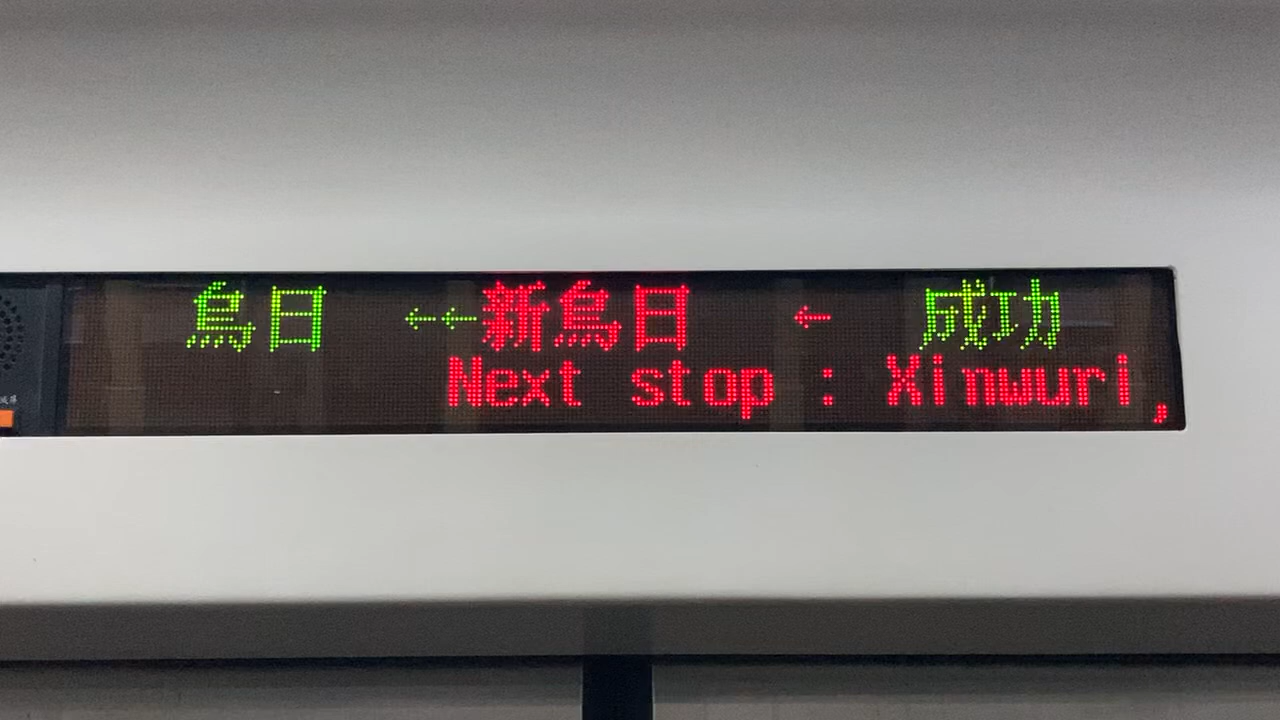 烏日 ←← 新烏日 ← 成功
Next stop : Xinwuri,